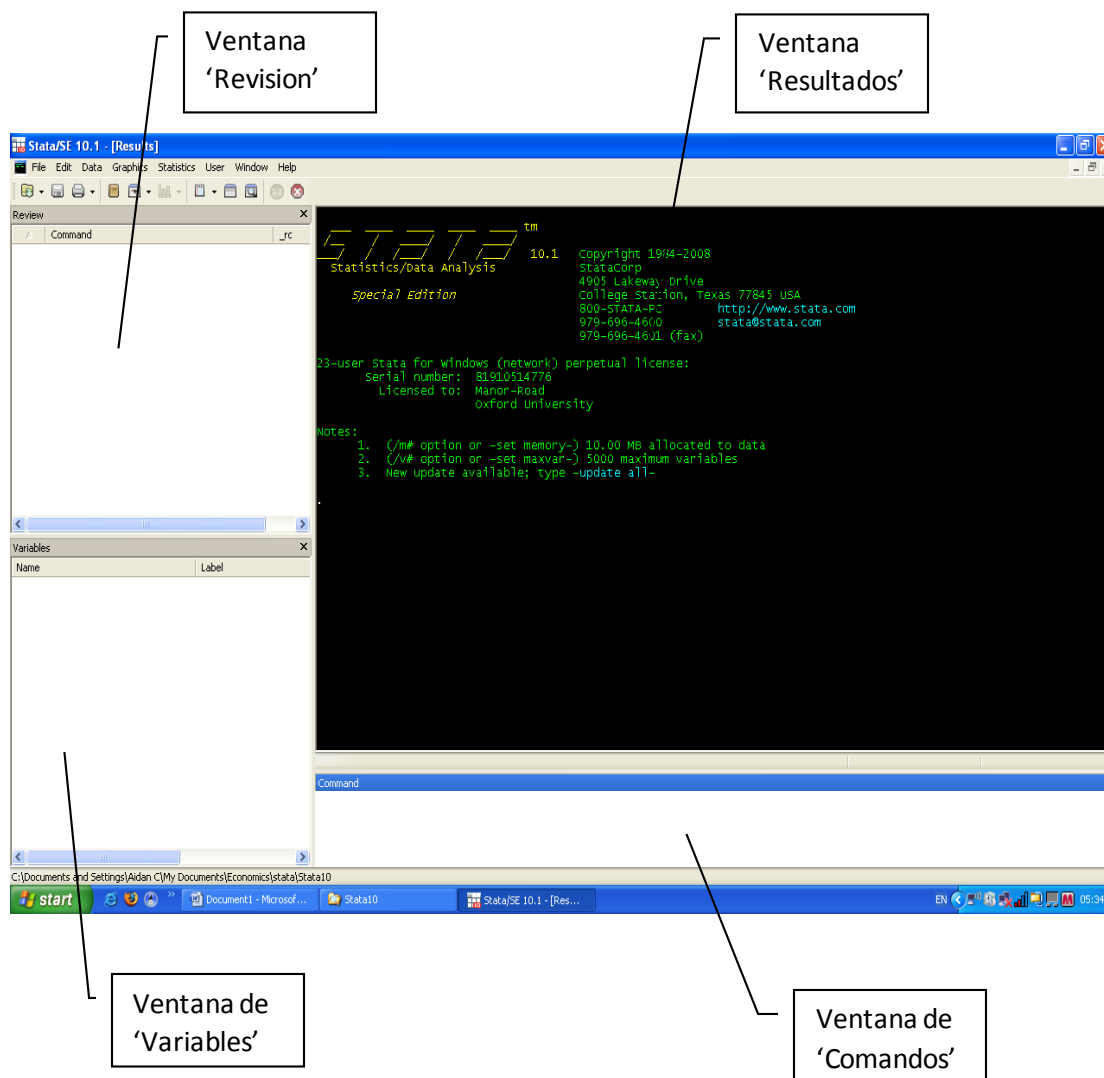 Ventana
‘Revision’
Ventana
‘Resultados’
Stata/SE 10.1 - [Results]
File Edit Data Graphics Statistics User Window Help
Review
Command _rc
tm
STATA 10.1 Copyright 1984-2008
Statistics/Data Analysis StataCorp
4905 Lakeway Drive
Special Edition College Station, Texas 77845 USA
800-STATA-PC http://www.stata.com
979-696-4600 stata@stata.com
979-696-4601 (fax)
23-user Stata for Windows (network) perpetual license:
Serial number: 81910514776
Licensed to: Manor-Road
Oxford University
Notes:
1. (/m# option or -set memory-) 10.00 MB allocated to data
2. (/v# option or -set maxvar-) 5000 maximum variables
3. New update available; type -update all-
.
Variables
Name Label
Command
C:\Documents and Settings\Aidan C\My Documents\Economics\stata\Stata10
start Document1 - Microsof... Stata10 Stata/SE 10.1 - [Res... EN 05:34
Ventana de
‘Variables’
Ventana de
‘Comandos’